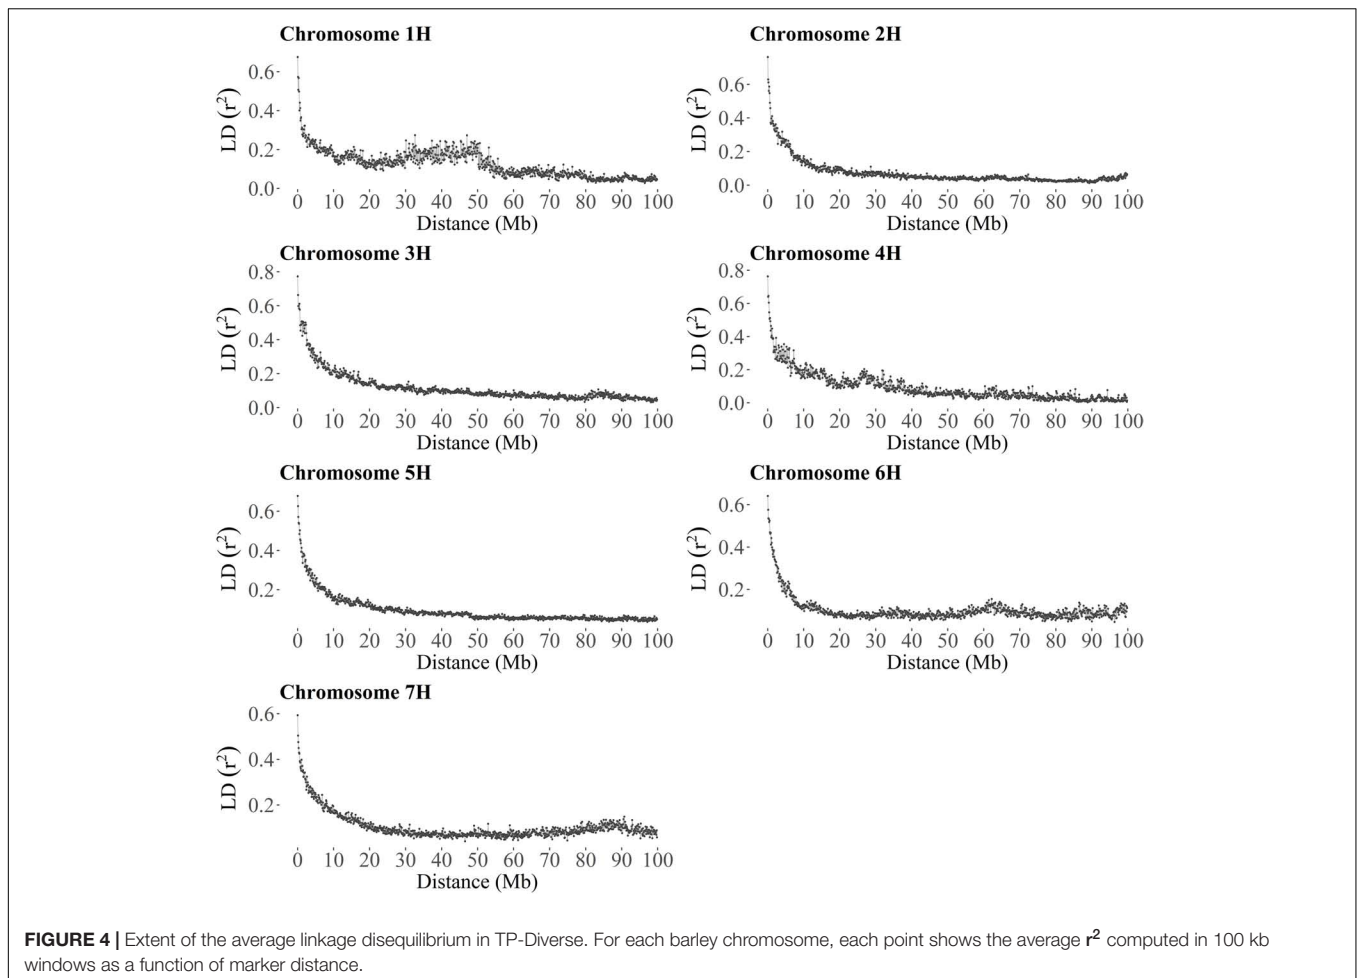 Chromosome 1H
LD (r²)
0.6
0.4
0.2
0.0
0 10 20 30 40 50 60 70 80 90 100
Distance (Mb)
Chromosome 2H
LD (r²)
0.6
0.4
0.2
0.0
0 10 20 30 40 50 60 70 80 90 100
Distance (Mb)
Chromosome 3H
LD (r²)
0.8
0.6
0.4
0.2
0.0
0 10 20 30 40 50 60 70 80 90 100
Distance (Mb)
Chromosome 4H
LD (r²)
0.8
0.6
0.4
0.2
0.0
0 10 20 30 40 50 60 70 80 90 100
Distance (Mb)
Chromosome 5H
LD (r²)
0.6
0.4
0.2
0 10 20 30 40 50 60 70 80 90 100
Distance (Mb)
Chromosome 6H
LD (r²)
0.6
0.4
0.2
0 10 20 30 40 50 60 70 80 90 100
Distance (Mb)
Chromosome 7H
LD (r²)
0.6
0.4
0.2
0 10 20 30 40 50 60 70 80 90 100
Distance (Mb)
FIGURE 4 | Extent of the average linkage disequilibrium in TP-Diverse. For each barley chromosome, each point shows the average r² computed in 100 kb
windows as a function of marker distance.